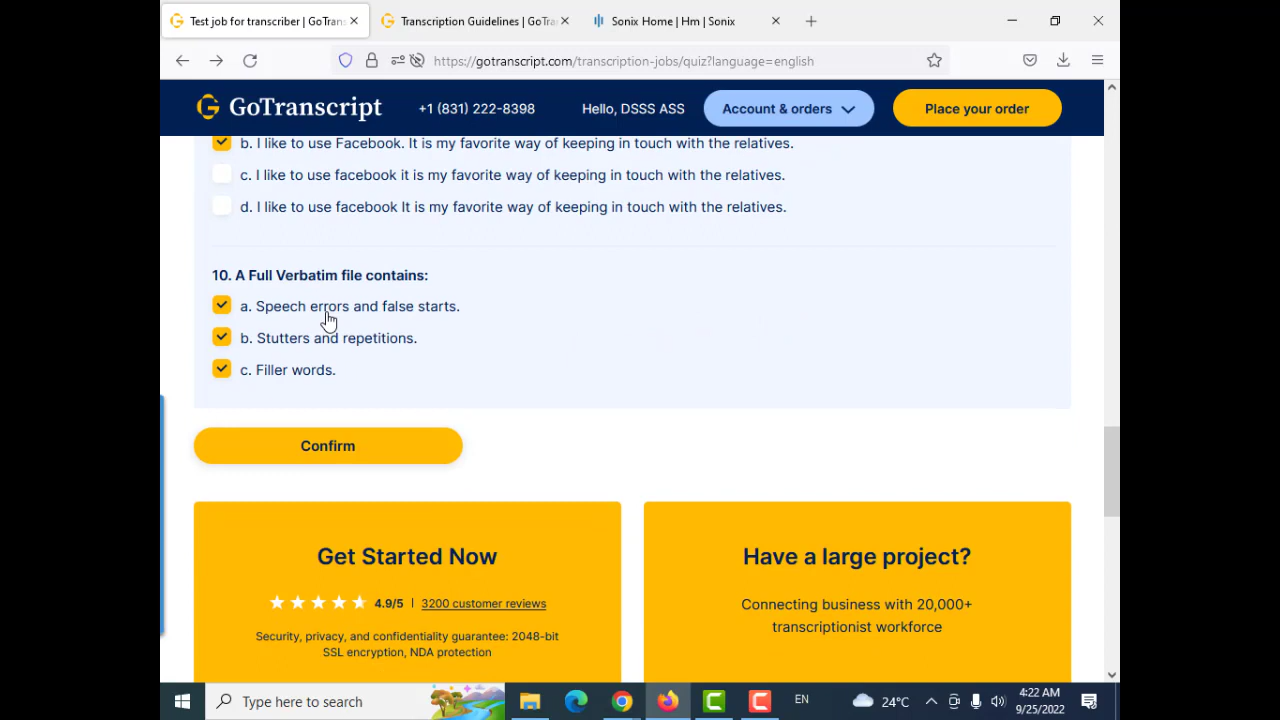 Test job for transcriber | GoTrans
Transcription Guidelines | GoTra
Sonix Home | Hm | Sonix
https://gotranscript.com/transcription-jobs/quiz?language=english
GoTranscript
+1 (831) 222-8398
Hello, DSSS ASS
Account & orders
Place your order
b. I like to use Facebook. It is my favorite way of keeping in touch with the relatives.
c. I like to use facebook it is my favorite way of keeping in touch with the relatives.
d. I like to use facebook It is my favorite way of keeping in touch with the relatives.
10. A Full Verbatim file contains:
a. Speech errors and false starts.
b. Stutters and repetitions.
c. Filler words.
Confirm
Get Started Now
4.9/5 | 3200 customer reviews
Security, privacy, and confidentiality guarantee: 2048-bit
SSL encryption, NDA protection
Have a large project?
Connecting business with 20,000+
transcriptionist workforce
Type here to search
EN
24°C
4:22 AM
9/25/2022